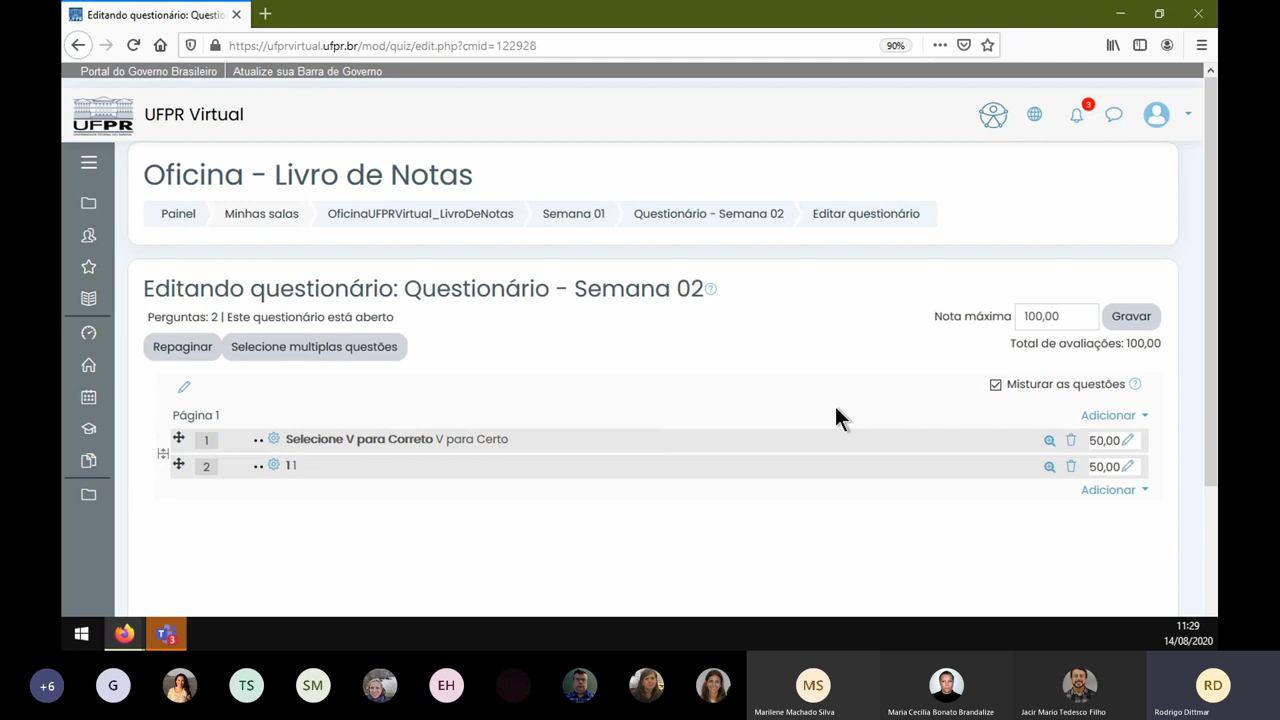 Editando questionário: Questio
https://ufprvirtual.ufpr.br/mod/quiz/edit.php?cmid=122928
90%
Portal do Governo Brasileiro
Atualize sua Barra de Governo
UFPR
UFPR Virtual
3
Oficina - Livro de Notas
Painel
Minhas salas
OficinaUFPRVirtual_LivroDeNotas
Semana 01
Questionário - Semana 02
Editar questionário
Editando questionário: Questionário - Semana 02
Perguntas: 2 | Este questionário está aberto
Nota máxima 100,00 Gravar
Total de avaliações: 100,00
Repaginar
Selecione multiplas questões
Misturar as questões
Página 1
Adicionar
1 Selecione V para Correto V para Certo 50,00
2 1 1 50,00
Adicionar
3
11:29
14/08/2020
+6
G
TS
SM
EH
MS
RD
Marilene Machado Silva
Maria Cecilia Bonato Brandalize
Jacir Mario Tedesco Filho
Rodrigo Dittmar